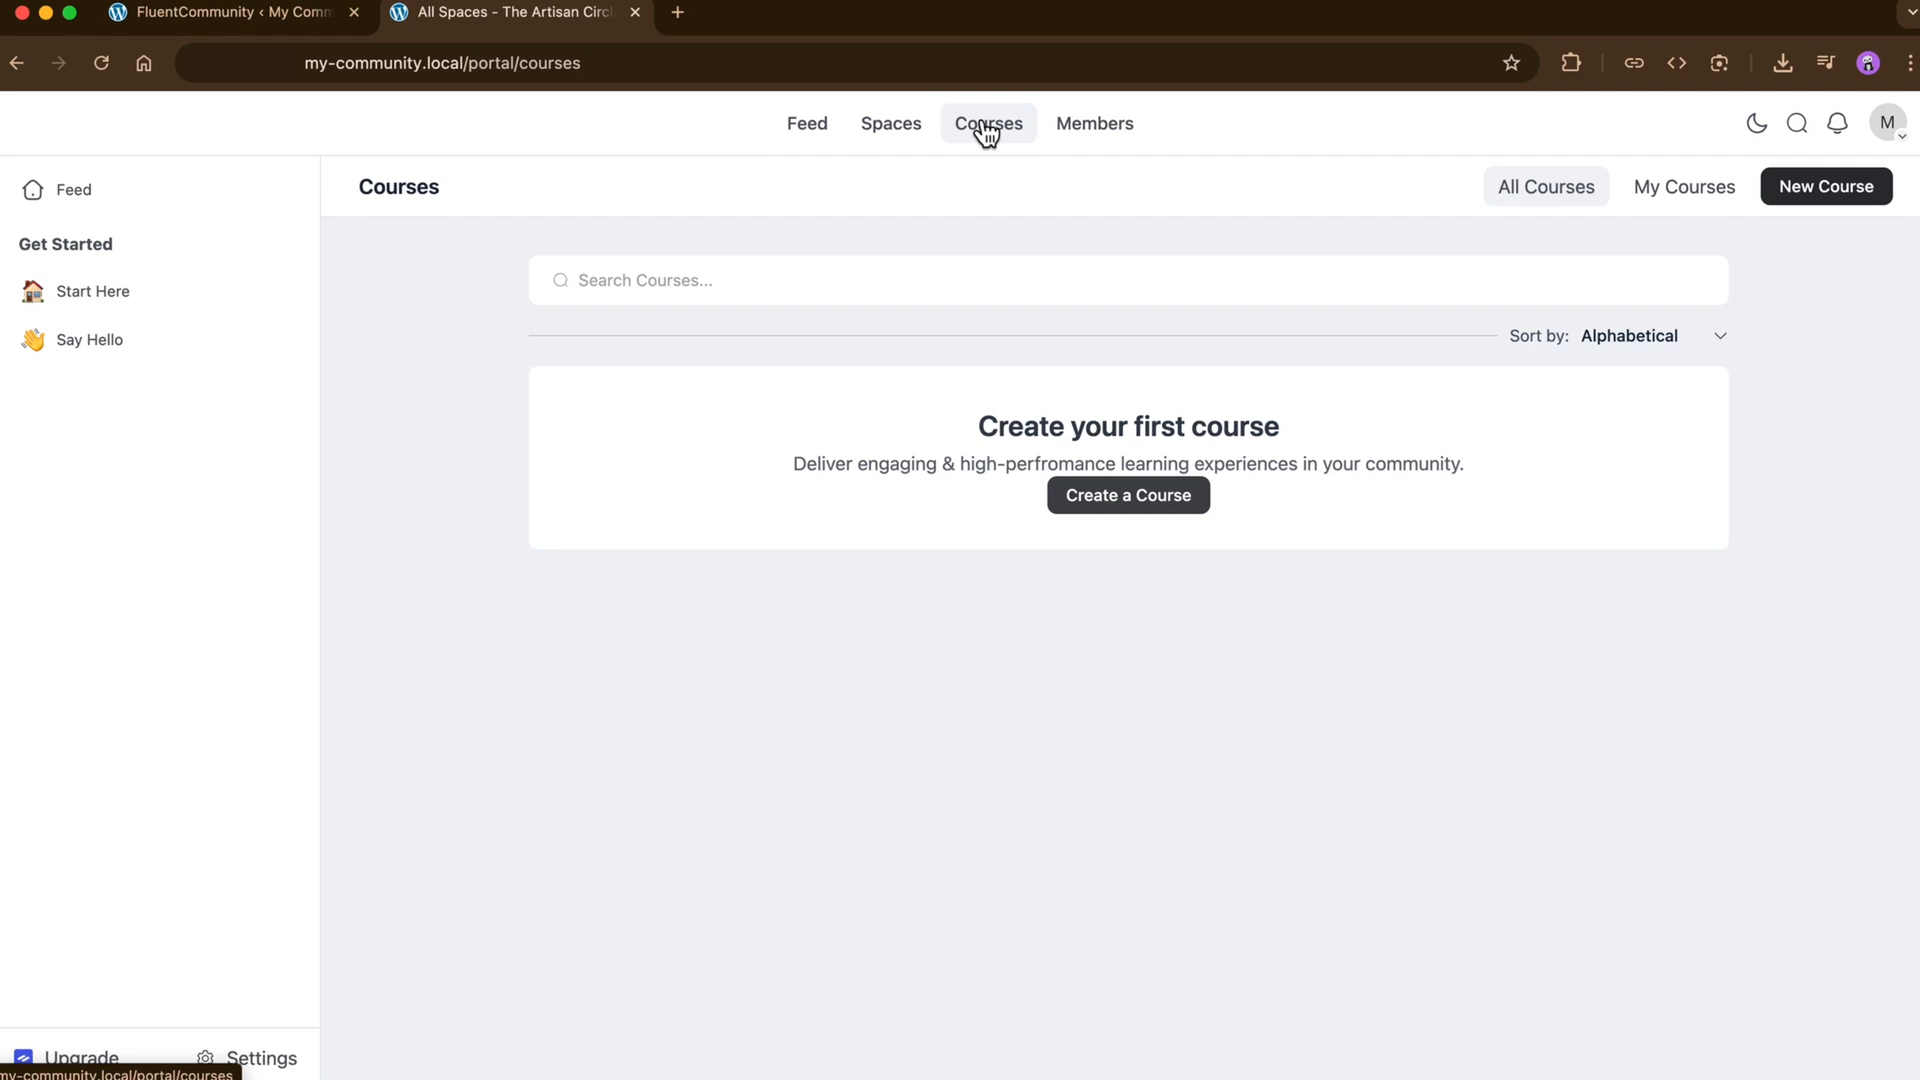 FluentCommunity ‹ My Comm
All Spaces - The Artisan Circl
my-community.local/portal/courses
Feed
Spaces
Courses
Members
M
Feed
Get Started
Start Here
Say Hello
Courses
All Courses
My Courses
New Course
Search Courses...
Sort by: Alphabetical
Create your first course
Deliver engaging & high-perfromance learning experiences in your community.
Create a Course
Upgrade
Settings
my-community.local/portal/courses